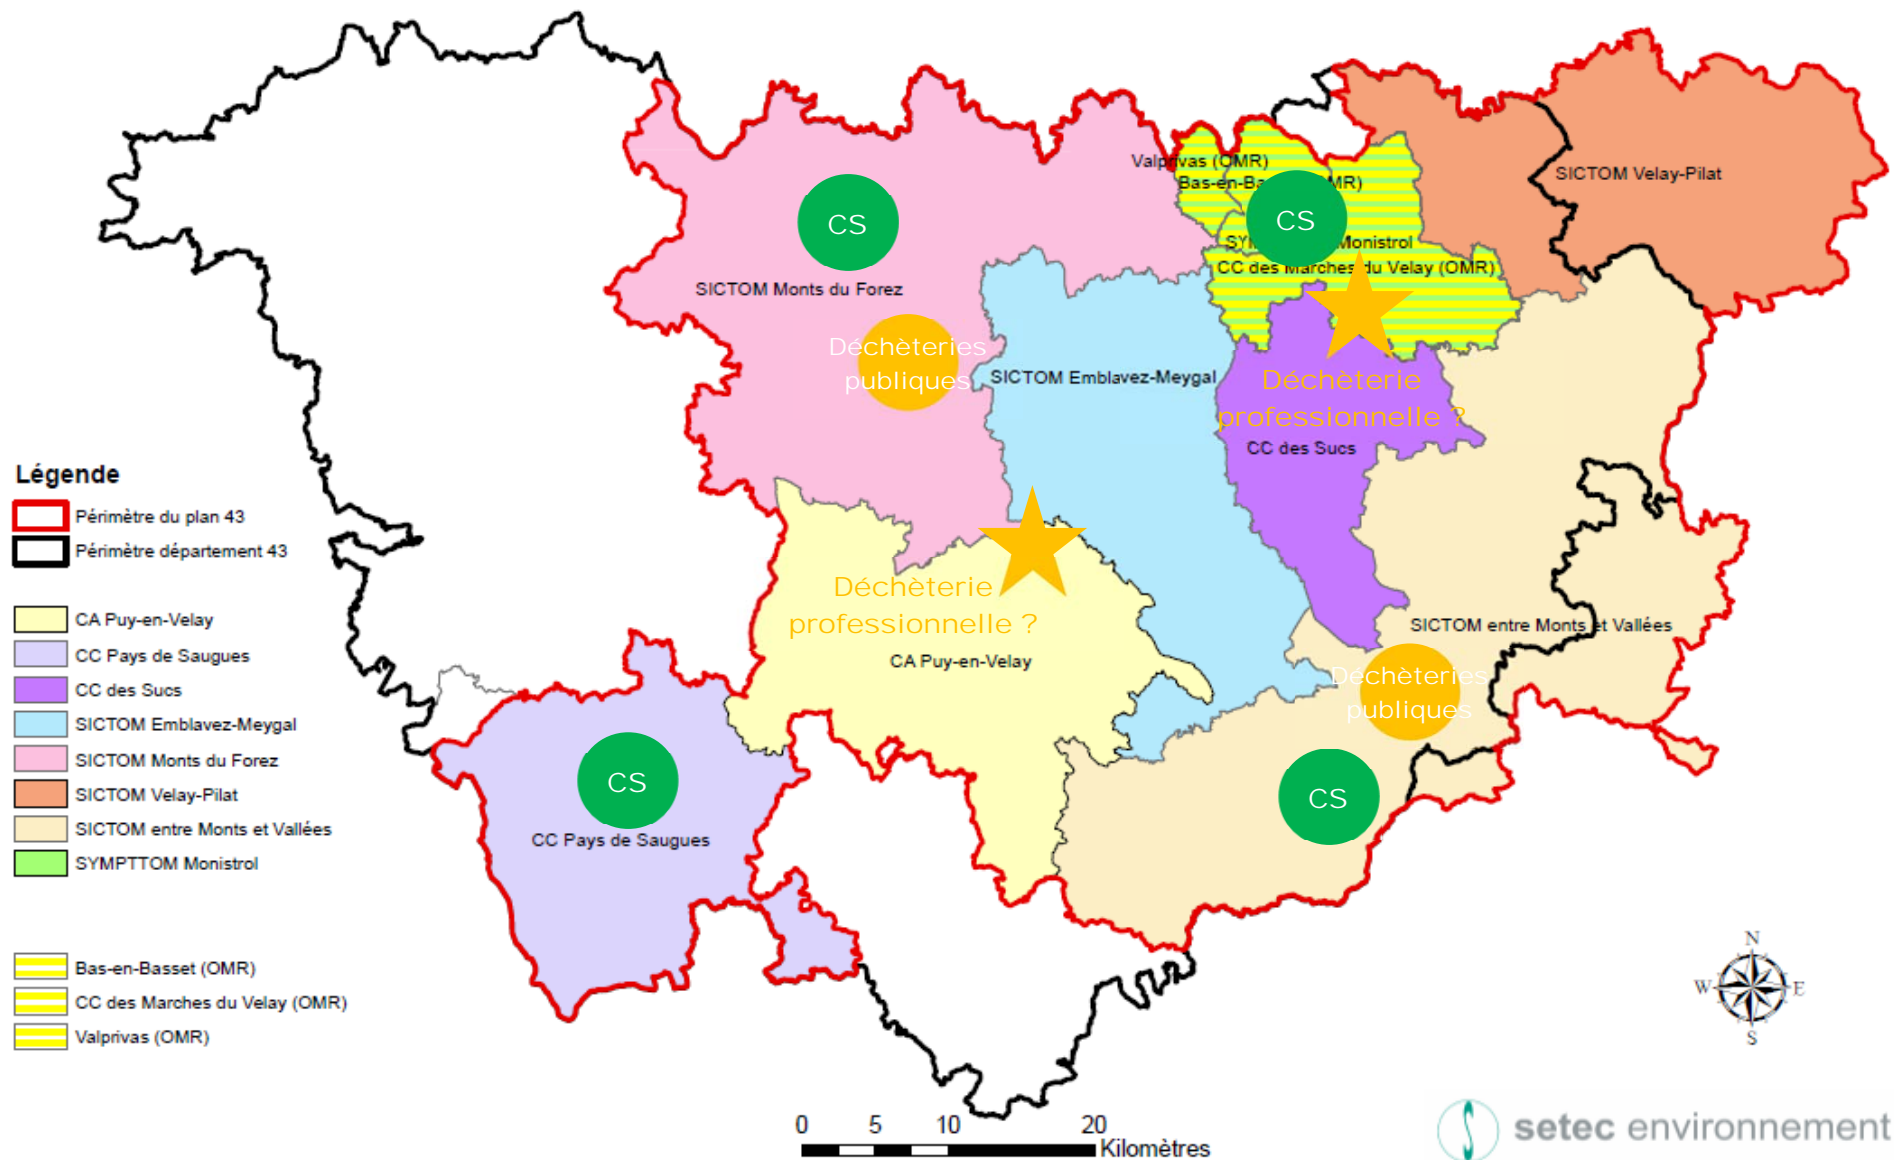 Valprivas (OMR)
SICTOM Velay-Pilat
Bas-en-Ba MR)
CS
CS
SY Monistrol
CC des Marches du Velay (OMR)
SICTOM Monts du Forez
Déchèteries
publiques
SICTOM Emblavez-Meygal
Déchèterie
professionnelle ?
CC des Sucs
Légende
Périmètre du plan 43
Périmètre département 43
CA Puy-en-Velay
CC Pays de Saugues
CC des Sucs
SICTOM Emblavez-Meygal
SICTOM Monts du Forez
SICTOM Velay-Pilat
SICTOM entre Monts et Vallées
SYMPTTOM Monistrol
Bas-en-Basset (OMR)
CC des Marches du Velay (OMR)
Valprivas (OMR)
Déchèterie
professionnelle ?
CA Puy-en-Velay
SICTOM entre Monts et Vallées
Déchèteries
publiques
CS
CC Pays de Saugues
CS
N
W E
S
0 5 10 20
Kilomètres
setec environnement